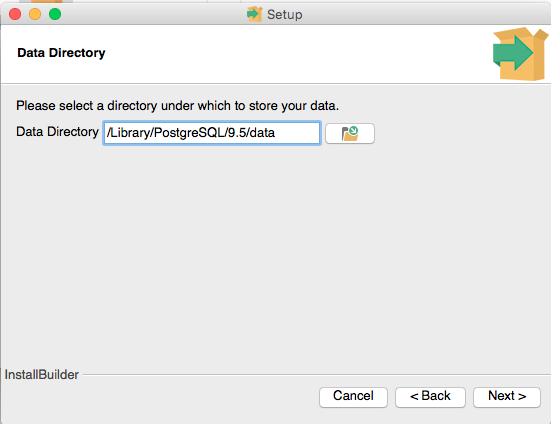 Setup
Data Directory
Please select a directory under which to store your data.
Data Directory /Library/PostgreSQL/9.5/data
InstallBuilder
Cancel < Back Next >